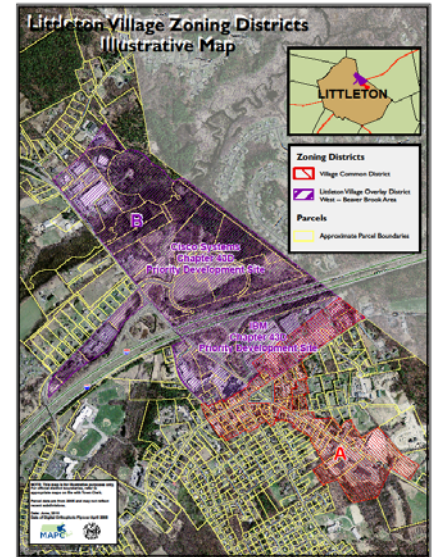 Littleton Village Zoning Districts
Illustrative Map
LITTLETON
Zoning Districts
Village Common District
Littleton Village Overlay District
West -- Beaver Brook Area
Parcels
Approximate Parcel Boundaries
B
Cisco Systems
Chapter 43D
Priority Development Site
IBM
Chapter 43D
Priority Development Site
A
MAPC